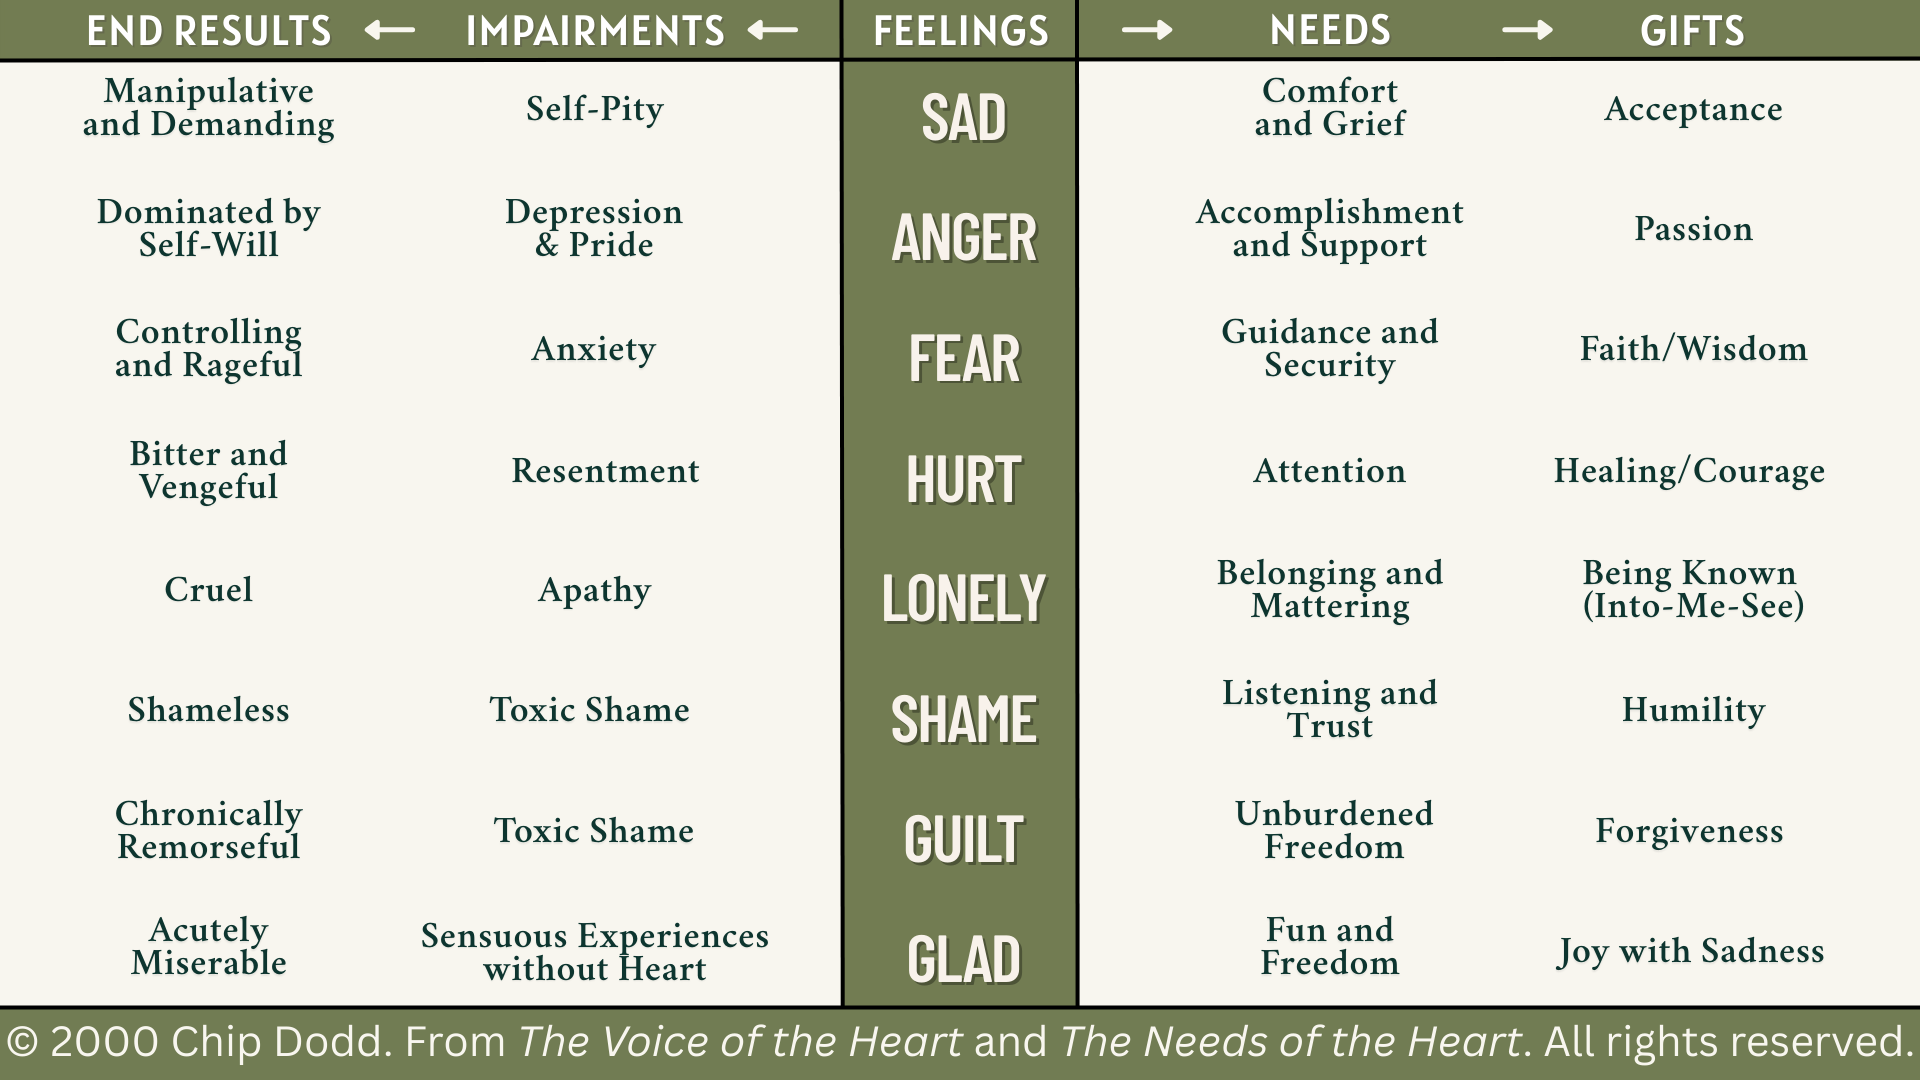 END RESULTS ← IMPAIRMENTS ← FEELINGS → NEEDS → GIFTS
Manipulative
and Demanding
Self-Pity
SAD
Comfort
and Grief
Acceptance
Dominated by
Self-Will
Depression
& Pride
ANGER
Accomplishment
and Support
Passion
Controlling
and Rageful
Anxiety
FEAR
Guidance and
Security
Faith/Wisdom
Bitter and
Vengeful
Resentment
HURT
Attention
Healing/Courage
Cruel
Apathy
LONELY
Belonging and
Mattering
Being Known
(Into-Me-See)
Shameless
Toxic Shame
SHAME
Listening and
Trust
Humility
Chronically
Remorseful
Toxic Shame
GUILT
Unburdened
Freedom
Forgiveness
Acutely
Miserable
Sensuous Experiences
without Heart
GLAD
Fun and
Freedom
Joy with Sadness
© 2000 Chip Dodd. From The Voice of the Heart and The Needs of the Heart. All rights reserved.